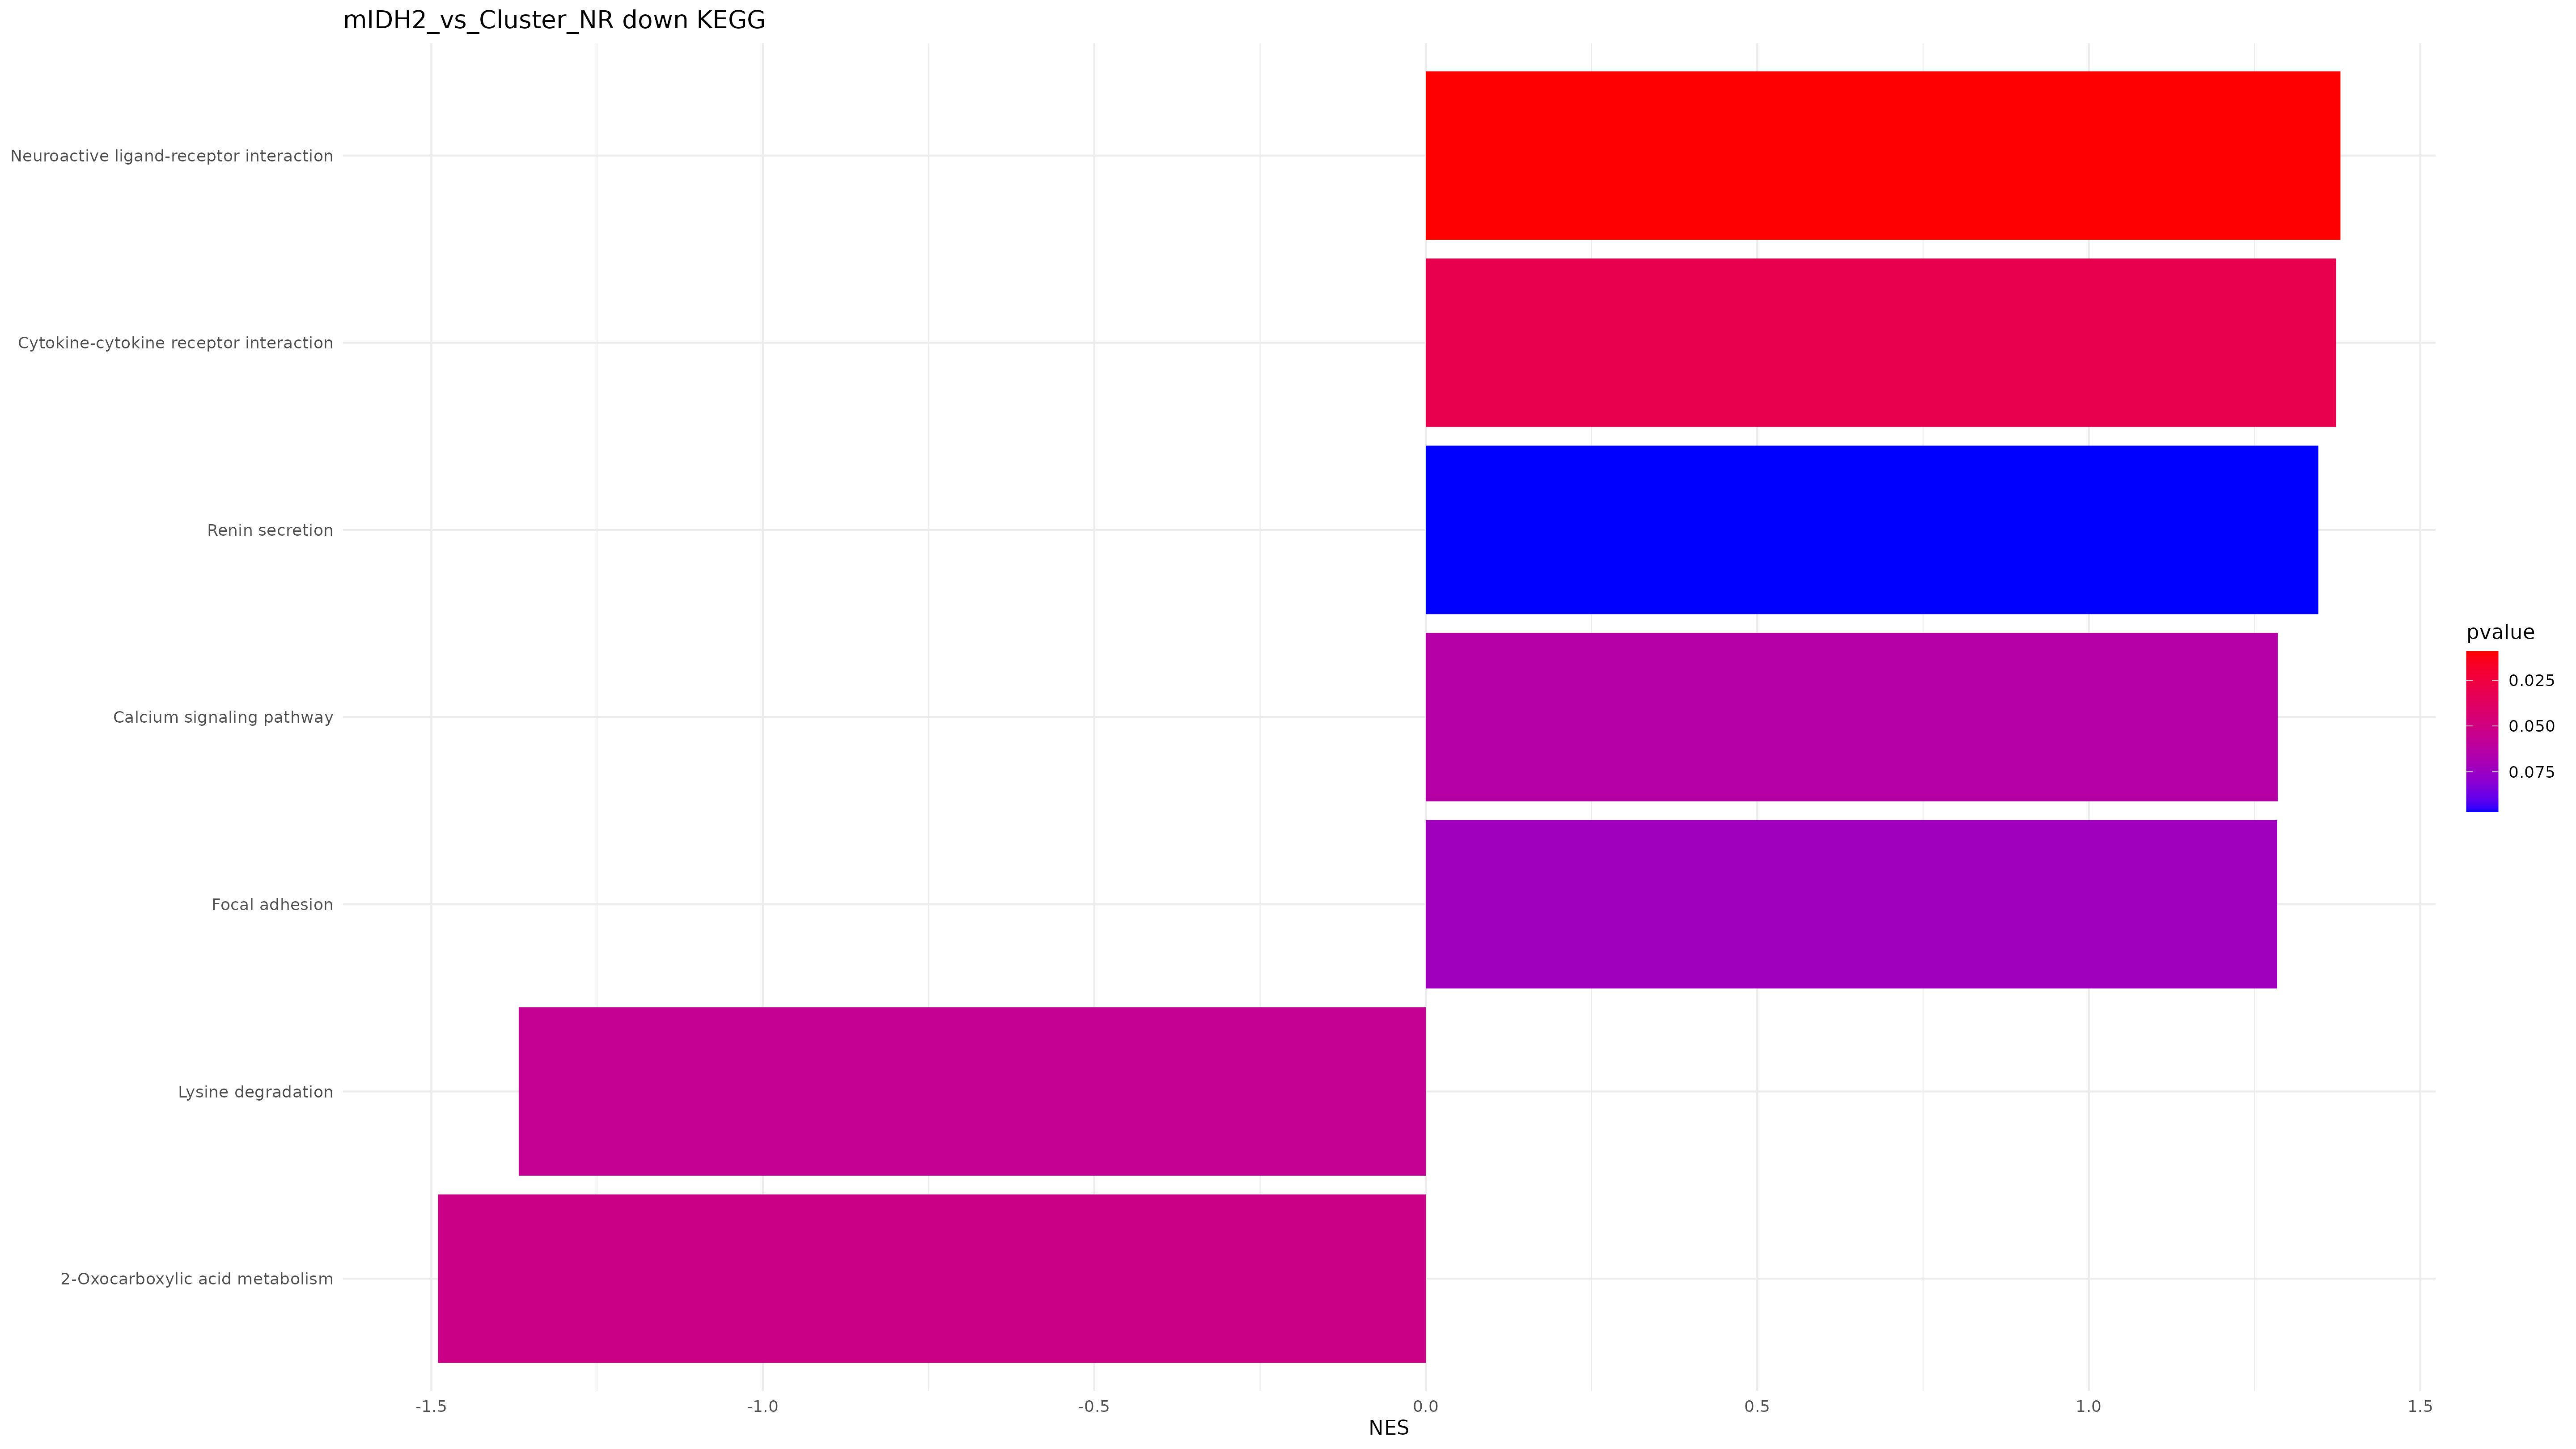 mIDH2_vs_Cluster_NR down KEGG
Neuroactive ligand-receptor interaction
Cytokine-cytokine receptor interaction
Renin secretion
Calcium signaling pathway
Focal adhesion
Lysine degradation
2-Oxocarboxylic acid metabolism
-1.5 -1.0 -0.5 0.0 0.5 1.0 1.5
NES
pvalue
0.025
0.050
0.075